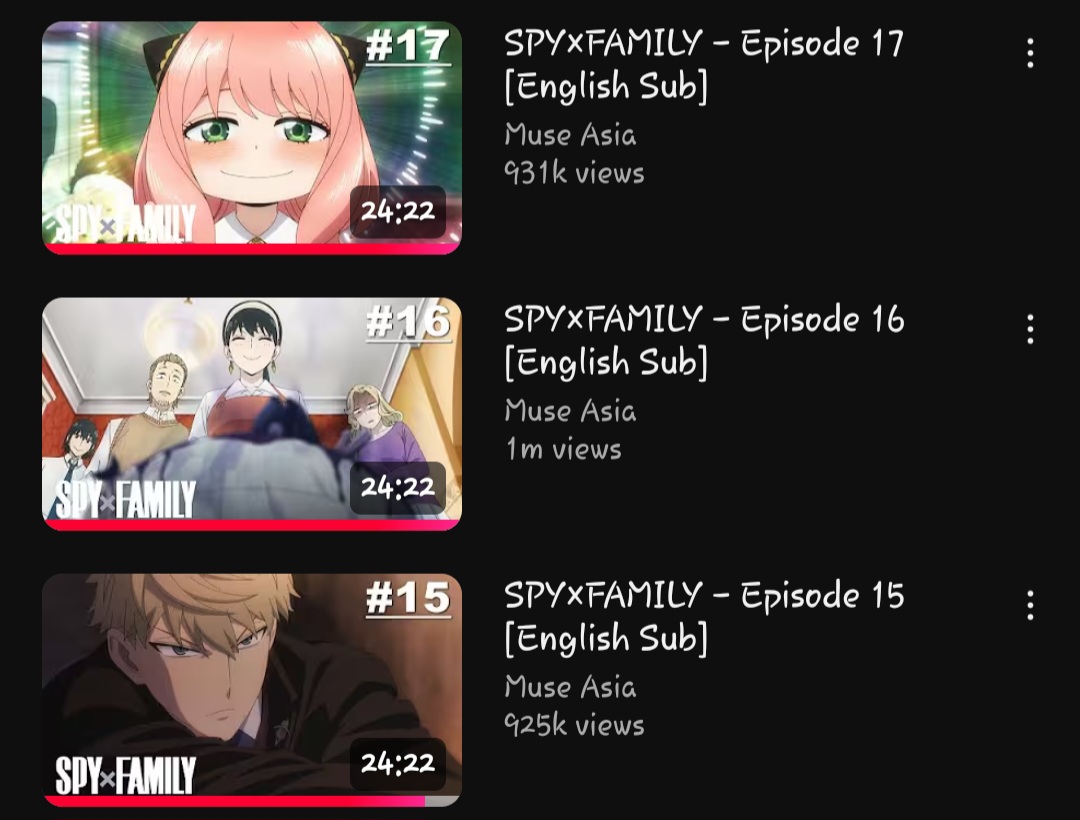 #17
SPY×FAMILY
24:22
SPY×FAMILY – Episode 17
[English Sub]
Muse Asia
931k views
#16
SPY×FAMILY
24:22
SPY×FAMILY – Episode 16
[English Sub]
Muse Asia
1m views
#15
SPY×FAMILY
24:22
SPY×FAMILY – Episode 15
[English Sub]
Muse Asia
925k views